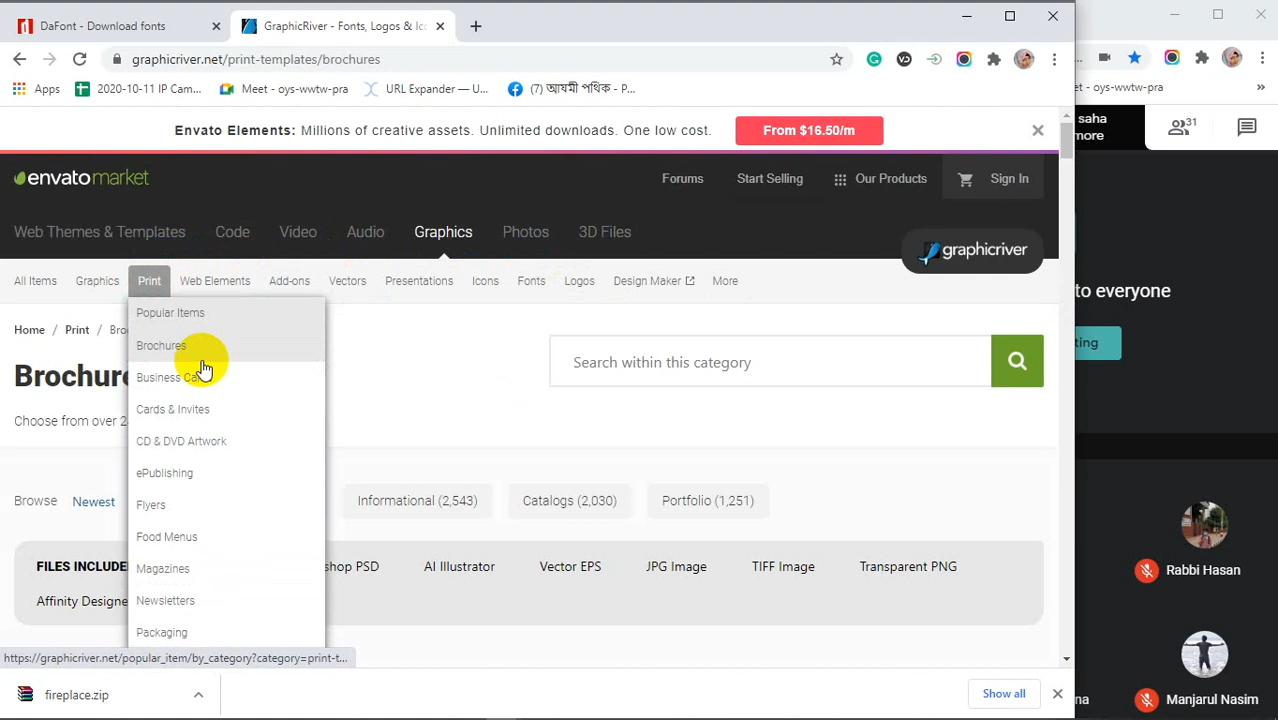 DaFont - Download fonts
GraphicRiver - Fonts, Logos & Ic
graphicriver.net/print-templates/brochures
Apps
2020-10-11 IP Cam...
Meet - oys-wwtw-pra
URL Expander — U...
(7) আযমী পথিক - P...
et - oys-wwtw-pra
»
Envato Elements: Millions of creative assets. Unlimited downloads. One low cost.
From $16.50/m
saha
more
31
envatomarket
Forums
Start Selling
Our Products
Sign In
Web Themes & Templates
Code
Video
Audio
Graphics
Photos
3D Files
graphicriver
All Items
Graphics
Print
Web Elements
Add-ons
Vectors
Presentations
Icons
Fonts
Logos
Design Maker
More
to everyone
ting
Home / Print / Bro
Popular Items
Brochures
Business Ca
Cards & Invites
CD & DVD Artwork
ePublishing
Flyers
Food Menus
Magazines
Newsletters
Packaging
Brochure
Search within this category
Choose from over 2
Browse
Newest
Informational (2,543)
Catalogs (2,030)
Portfolio (1,251)
FILES INCLUDE
shop PSD
AI Illustrator
Vector EPS
JPG Image
TIFF Image
Transparent PNG
Affinity Designe
Rabbi Hasan
https://graphicriver.net/popular_item/by_category?category=print-t...
fireplace.zip
Show all
na
Manjarul Nasim